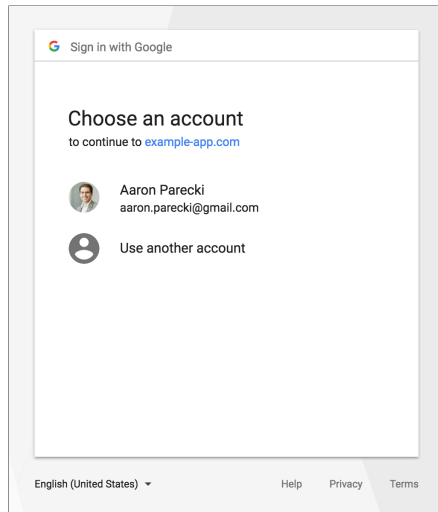 Sign in with Google
Choose an account
to continue to example-app.com
Aaron Parecki
aaron.parecki@gmail.com
Use another account
English (United States)
Help Privacy Terms